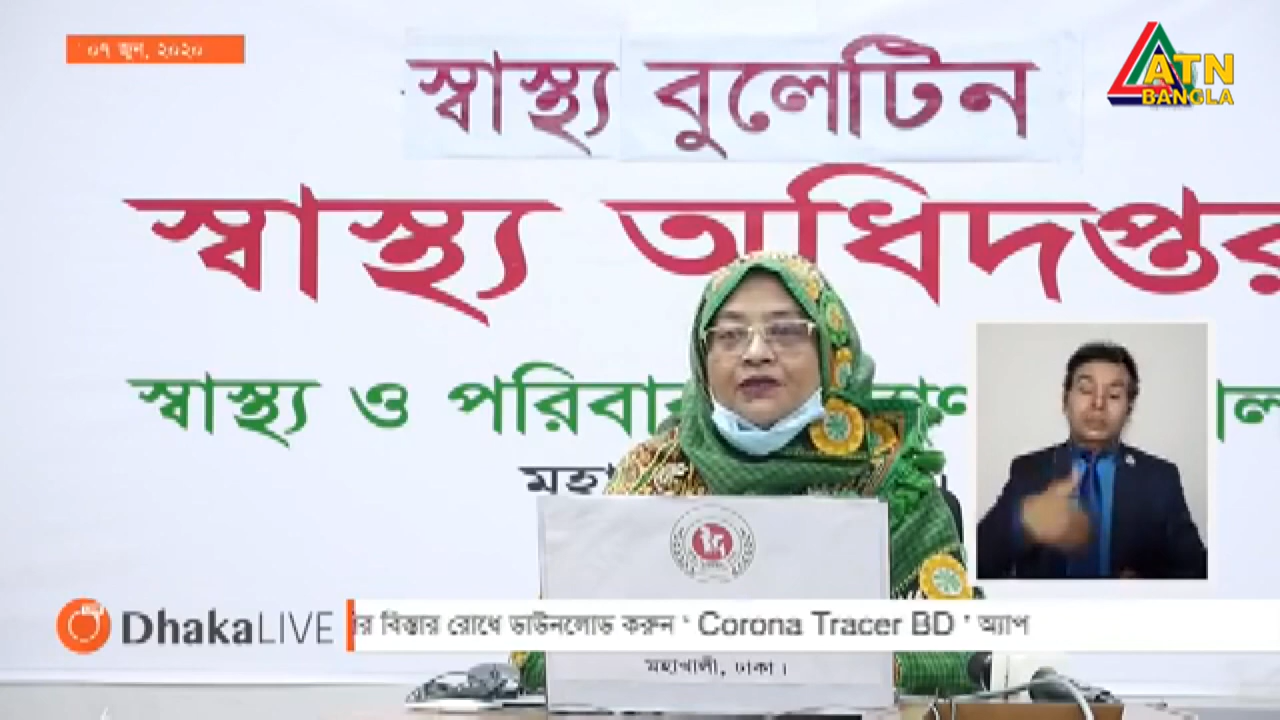 ০৭ জুন, ২০২০
ATN
BANGLA
স্বাস্থ্য বুলেটিন
স্বাস্থ্য অধিদপ্তর
স্বাস্থ্য ও পরিবার
DhakaLIVE
বিস্তার রোধে ডাউনলোড করুন ‘ Corona Tracer BD ’ অ্যাপ
মহাখালী, ঢাকা।